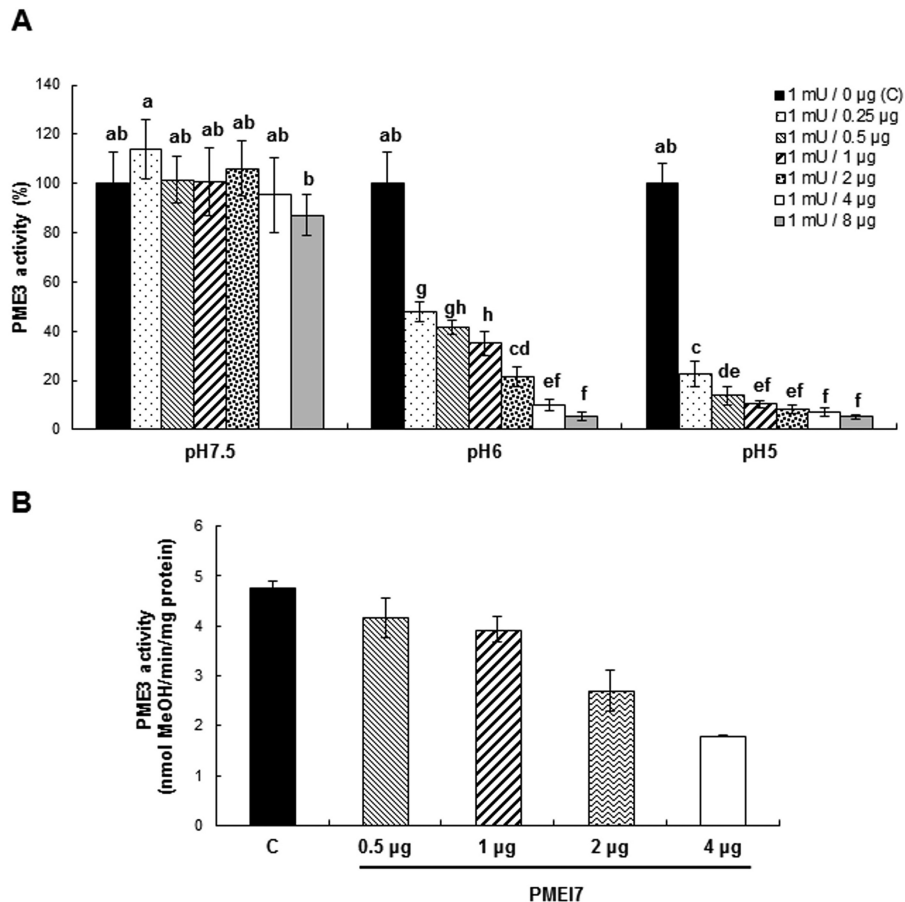 A
140
120
100
80
60
40
20
0
PME3 activity (%)
ab a ab ab ab ab b
ab g gh h cd ef f
ab c de ef ef f f
1 mU / 0 µg (C)
1 mU / 0.25 µg
1 mU / 0.5 µg
1 mU / 1 µg
1 mU / 2 µg
1 mU / 4 µg
1 mU / 8 µg
pH7.5 pH6 pH5
B
6
5
4
3
2
1
0
PME3 activity
(nmol MeOH/min/mg protein)
C 0.5 µg 1 µg 2 µg 4 µg
PMEI7